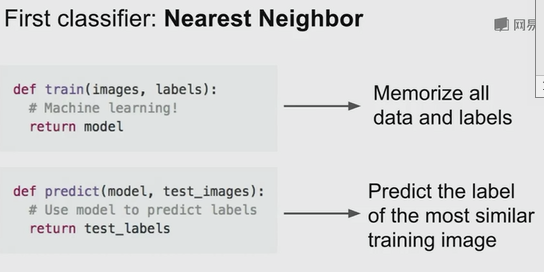 First classifier: Nearest Neighbor
网易
def train(images, labels):
# Machine learning!
return model
Memorize all
data and labels
def predict(model, test_images):
# Use model to predict labels
return test_labels
Predict the label
of the most similar
training image